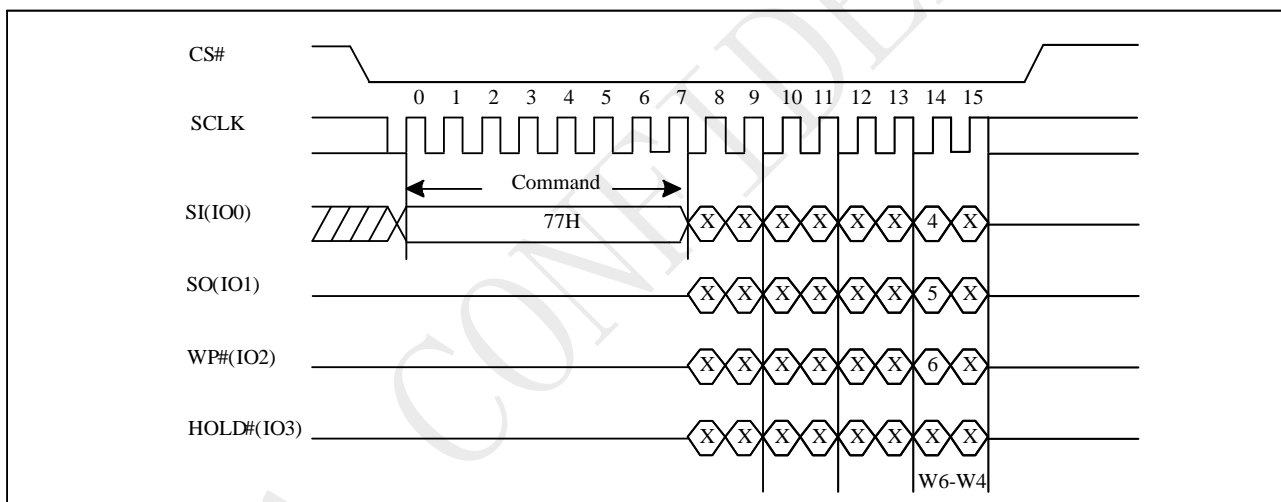 CS#
0 1 2 3 4 5 6 7 8 9 10 11 12 13 14 15
SCLK
Command
SI(IO0) 77H X X X X X X 4 X
SO(IO1) X X X X X X 5 X
WP#(IO2) X X X X X X 6 X
HOLD#(IO3) X X X X X X X X
W6-W4